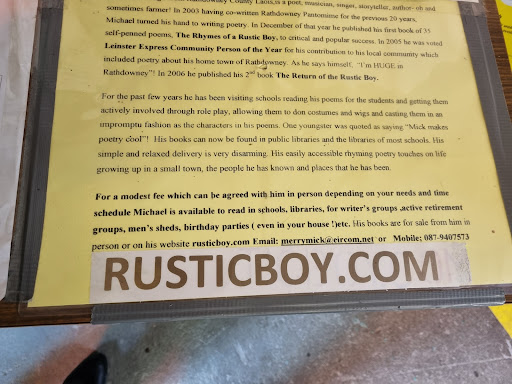 County Laois, is a poet, musician, singer, storyteller, author- oh and
sometimes farmer! In 2003 having co-written Rathdowney Pantomime for the previous 20 years,
Michael turned his hand to writing poetry. In December of that year he published his first book of 35
self-penned poems, The Rhymes of a Rustic Boy, to critical and popular success. In 2005 he was voted
Leinster Express Community Person of the Year for his contribution to his local community which
included poetry about his home town of Rathdowney. As he says himself, "I'm HUGE in
Rathdowney"! In 2006 he published his 2nd book The Return of the Rustic Boy.
For the past few years he has been visiting schools reading his poems for the students and getting them
actively involved through role play, allowing them to don costumes and wigs and casting them in an
impromptu fashion as the characters in his poems. One youngster was quoted as saying "Mick makes
poetry cool"! His books can now be found in public libraries and the libraries of most schools. His
simple and relaxed delivery is very disarming. His easily accessible rhyming poetry touches on life
growing up in a small town, the people he has known and places that he has been.
For a modest fee which can be agreed with him in person depending on your needs and time
schedule Michael is available to read in schools, libraries, for writer's groups ,active retirement
groups, men's sheds, birthday parties ( even in your house !)etc. His books are for sale from him in
person or on his website rusticboy.com Email: merrymick@eircom.net or Mobile; 087-9407573
RUSTICBOY.COM